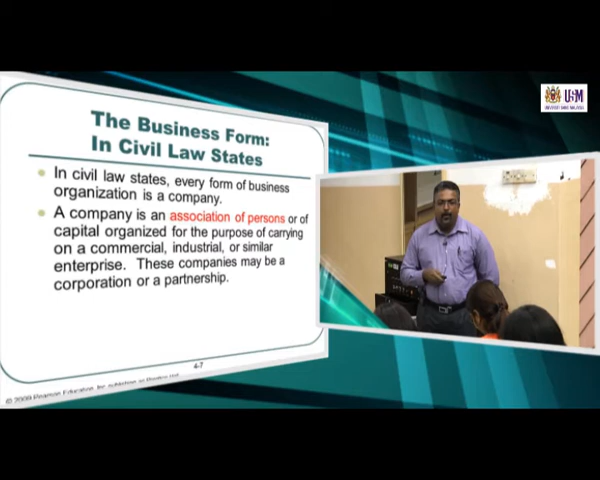 The Business Form:
In Civil Law States
In civil law states, every form of business
organization is a company.
A company is an association of persons or of
capital organized for the purpose of carrying
on a commercial, industrial, or similar
enterprise. These companies may be a
corporation or a partnership.
4-7
© 2009 Pearson Education, Inc. publishing as Prentice Hall
USM
UNIVERSITI SAINS MALAYSIA